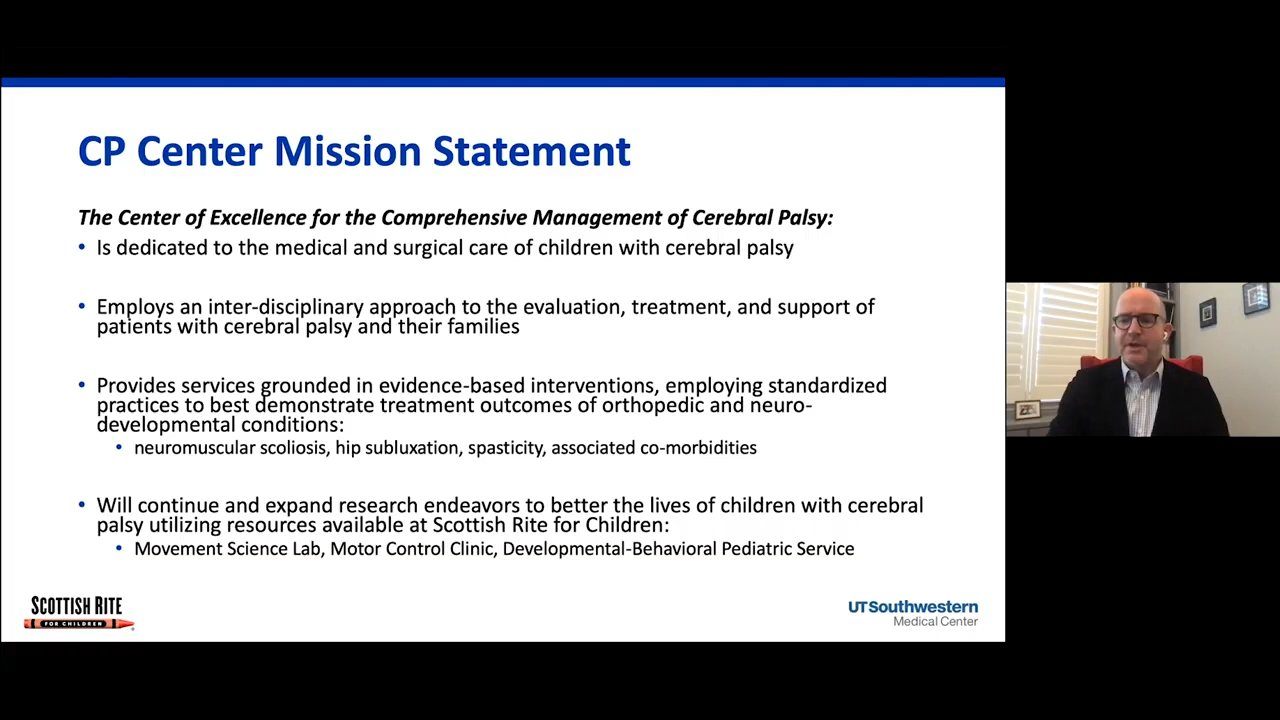 CP Center Mission Statement
The Center of Excellence for the Comprehensive Management of Cerebral Palsy:
• Is dedicated to the medical and surgical care of children with cerebral palsy
• Employs an inter-disciplinary approach to the evaluation, treatment, and support of
patients with cerebral palsy and their families
• Provides services grounded in evidence-based interventions, employing standardized
practices to best demonstrate treatment outcomes of orthopedic and neuro-
developmental conditions:
• neuromuscular scoliosis, hip subluxation, spasticity, associated co-morbidities
• Will continue and expand research endeavors to better the lives of children with cerebral
palsy utilizing resources available at Scottish Rite for Children:
• Movement Science Lab, Motor Control Clinic, Developmental-Behavioral Pediatric Service
SCOTTISH RITE
FOR CHILDREN
UTSouthwestern
Medical Center